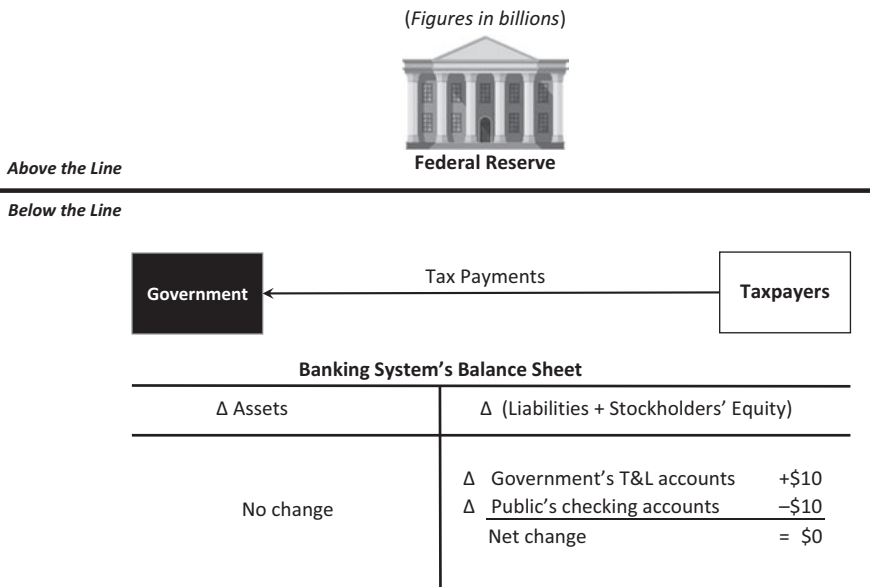 (Figures in billions)
Federal Reserve
Above the Line
Below the Line
Government
Tax Payments
Taxpayers
Banking System’s Balance Sheet
Δ Assets Δ (Liabilities + Stockholders’ Equity)
Δ Government’s T&L accounts +$10
No change Δ Public’s checking accounts –$10
Net change = $0